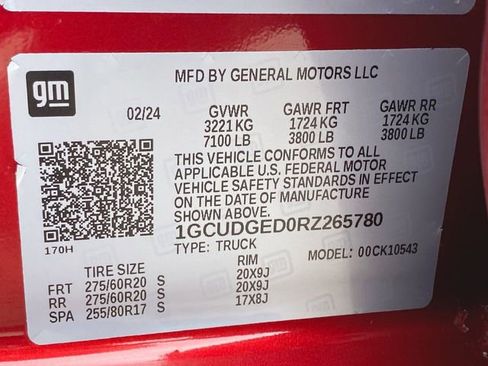 gm
MFD BY GENERAL MOTORS LLC
02/24 GVWR GAWR FRT GAWR RR
3221 KG 1724 KG 1724 KG
7100 LB 3800 LB 3800 LB
THIS VEHICLE CONFORMS TO ALL
APPLICABLE U.S. FEDERAL MOTOR
VEHICLE SAFETY STANDARDS IN EFFECT
ON THE DATE OF MANUFACTURE
1GCUDGED0RZ265780
170H
TYPE: TRUCK MODEL: 00CK10543
TIRE SIZE RIM
FRT 275/60R20 S 20X9J
RR 275/60R20 S 20X9J
SPA 255/80R17 S 17X8J